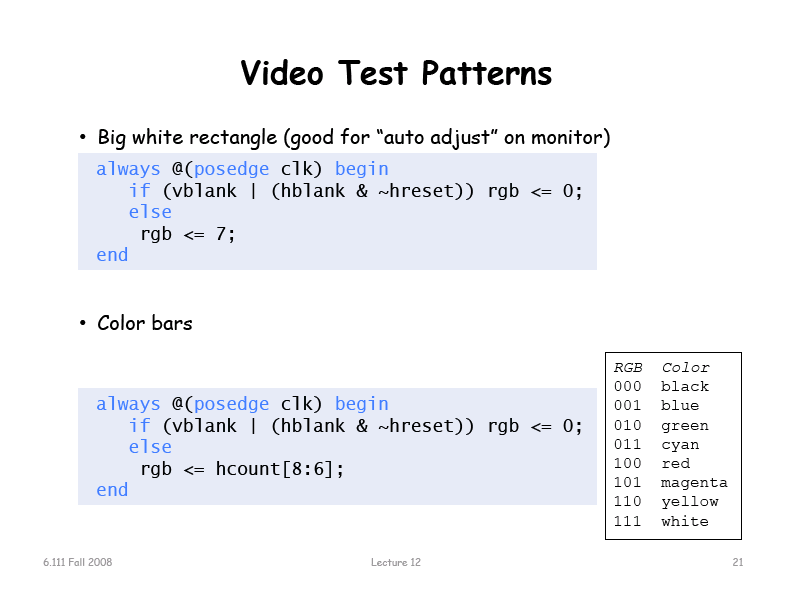 Video Test Patterns
• Big white rectangle (good for “auto adjust” on monitor)
always @(posedge clk) begin
if (vblank | (hblank & ~hreset)) rgb <= 0;
else
rgb <= 7;
end
• Color bars
always @(posedge clk) begin
if (vblank | (hblank & ~hreset)) rgb <= 0;
else
rgb <= hcount[8:6];
end
RGB Color
000 black
001 blue
010 green
011 cyan
100 red
101 magenta
110 yellow
111 white
6.111 Fall 2008
Lecture 12
21